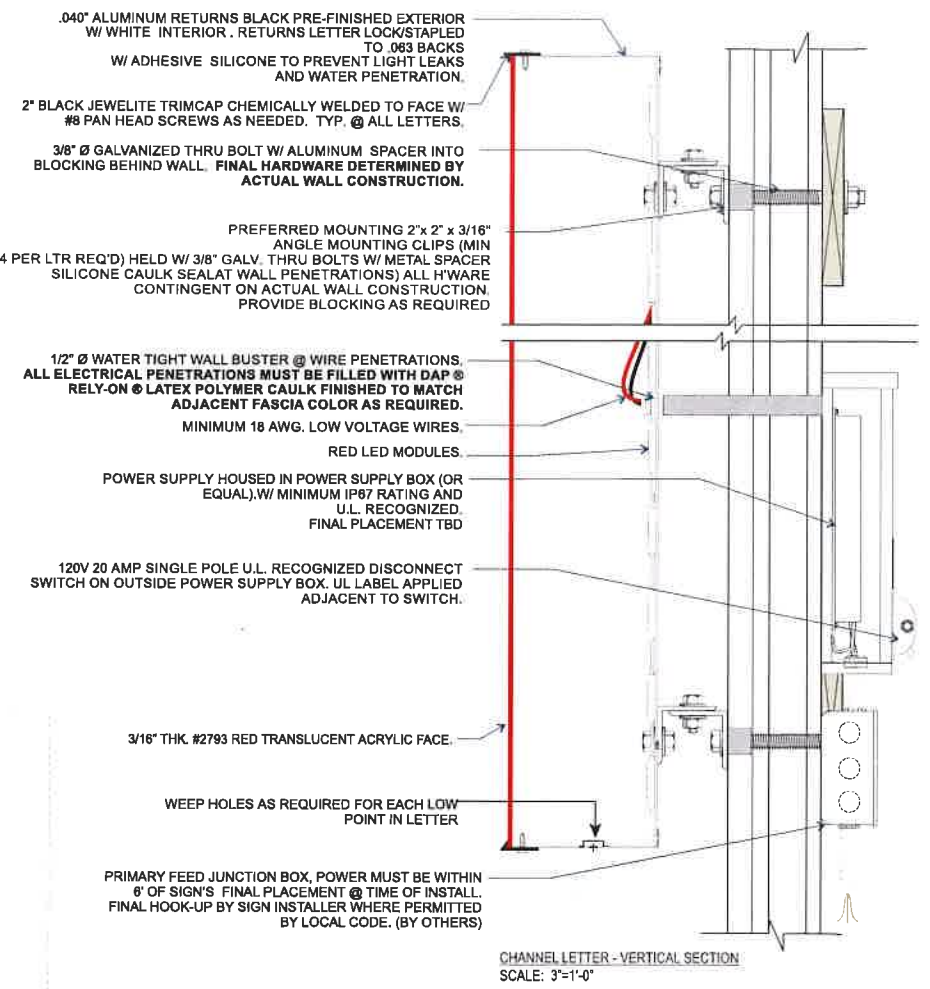 .040" ALUMINUM RETURNS BLACK PRE-FINISHED EXTERIOR
W/ WHITE INTERIOR . RETURNS LETTER LOCK/STAPLED
TO .063 BACKS
W/ ADHESIVE SILICONE TO PREVENT LIGHT LEAKS
AND WATER PENETRATION.
2" BLACK JEWELITE TRIMCAP CHEMICALLY WELDED TO FACE W/
#8 PAN HEAD SCREWS AS NEEDED. TYP. @ ALL LETTERS.
3/8" Ø GALVANIZED THRU BOLT W/ ALUMINUM SPACER INTO
BLOCKING BEHIND WALL. FINAL HARDWARE DETERMINED BY
ACTUAL WALL CONSTRUCTION.
PREFERRED MOUNTING 2"x 2" x 3/16"
ANGLE MOUNTING CLIPS (MIN
4 PER LTR REQ'D) HELD W/ 3/8" GALV. THRU BOLTS W/ METAL SPACER
SILICONE CAULK SEALAT WALL PENETRATIONS) ALL H'WARE
CONTINGENT ON ACTUAL WALL CONSTRUCTION.
PROVIDE BLOCKING AS REQUIRED
1/2" Ø WATER TIGHT WALL BUSTER @ WIRE PENETRATIONS.
ALL ELECTRICAL PENETRATIONS MUST BE FILLED WITH DAP ®
RELY-ON ® LATEX POLYMER CAULK FINISHED TO MATCH
ADJACENT FASCIA COLOR AS REQUIRED.
MINIMUM 18 AWG. LOW VOLTAGE WIRES.
RED LED MODULES.
POWER SUPPLY HOUSED IN POWER SUPPLY BOX (OR
EQUAL).W/ MINIMUM IP67 RATING AND
U.L. RECOGNIZED.
FINAL PLACEMENT TBD
120V 20 AMP SINGLE POLE U.L. RECOGNIZED DISCONNECT
SWITCH ON OUTSIDE POWER SUPPLY BOX. UL LABEL APPLIED
ADJACENT TO SWITCH.
3/16" THK. #2793 RED TRANSLUCENT ACRYLIC FACE.
WEEP HOLES AS REQUIRED FOR EACH LOW
POINT IN LETTER
PRIMARY FEED JUNCTION BOX, POWER MUST BE WITHIN
6' OF SIGN'S FINAL PLACEMENT @ TIME OF INSTALL.
FINAL HOOK-UP BY SIGN INSTALLER WHERE PERMITTED
BY LOCAL CODE. (BY OTHERS)
CHANNEL LETTER - VERTICAL SECTION
SCALE: 3"=1'-0"